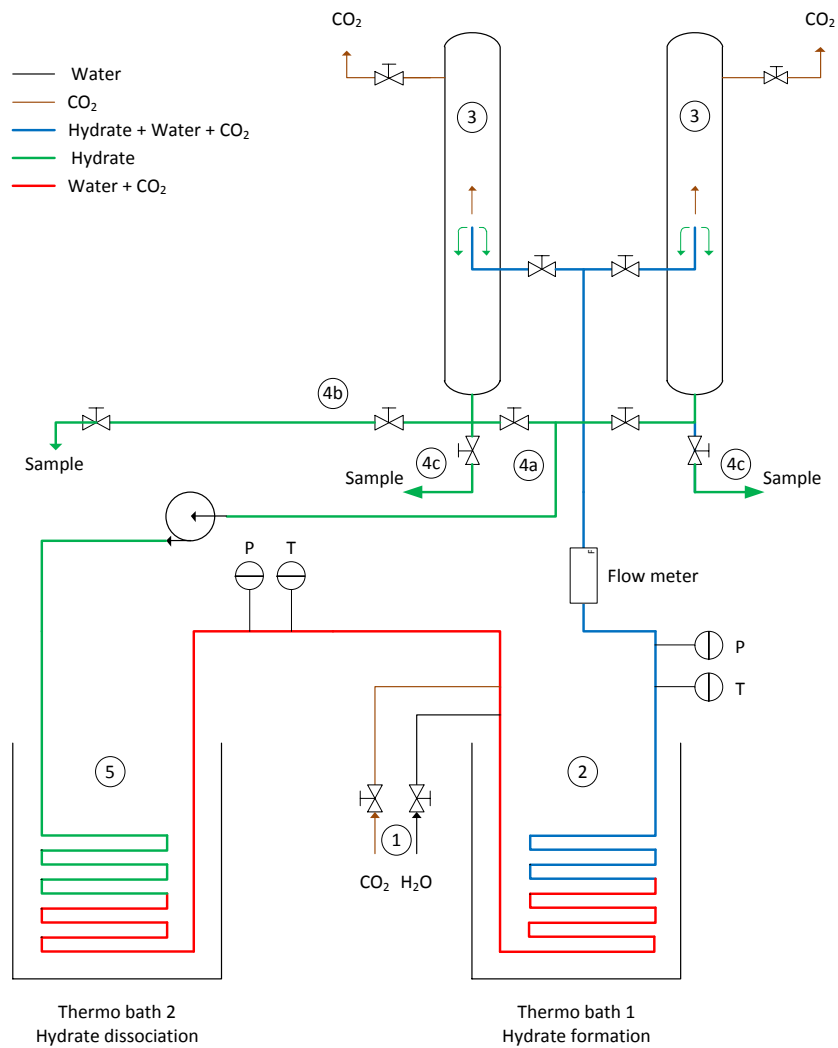 CO₂
CO₂
Water
CO₂
Hydrate + Water + CO₂
Hydrate
Water + CO₂
3
3
4b
Sample
4c
4a
4c
Sample
Sample
P
T
F
Flow meter
P
T
5
2
1
CO₂
H₂O
Thermo bath 2
Hydrate dissociation
Thermo bath 1
Hydrate formation